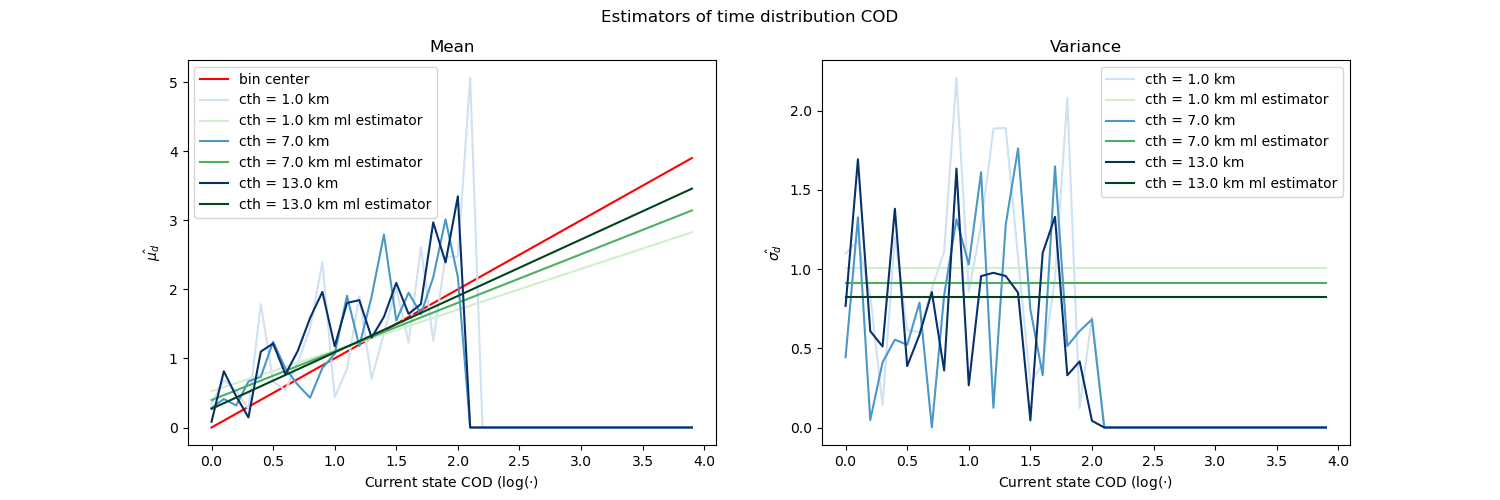 Estimators of time distribution COD
Mean
bin center
cth = 1.0 km
cth = 1.0 km ml estimator
cth = 7.0 km
cth = 7.0 km ml estimator
cth = 13.0 km
cth = 13.0 km ml estimator
5
4
3
2
1
0
μ̂_d
0.0 0.5 1.0 1.5 2.0 2.5 3.0 3.5 4.0
Current state COD (log(·)
Variance
cth = 1.0 km
cth = 1.0 km ml estimator
cth = 7.0 km
cth = 7.0 km ml estimator
cth = 13.0 km
cth = 13.0 km ml estimator
2.0
1.5
1.0
0.5
0.0
σ̂_d
0.0 0.5 1.0 1.5 2.0 2.5 3.0 3.5 4.0
Current state COD (log(·)